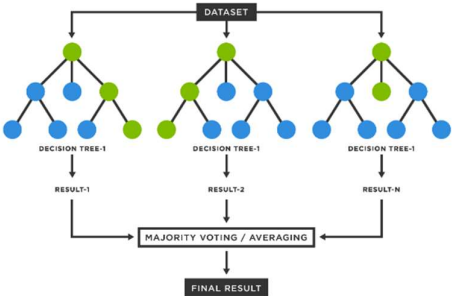 DATASET
DECISION TREE-1
DECISION TREE-1
DECISION TREE-1
RESULT-1
RESULT-2
RESULT-N
MAJORITY VOTING / AVERAGING
FINAL RESULT